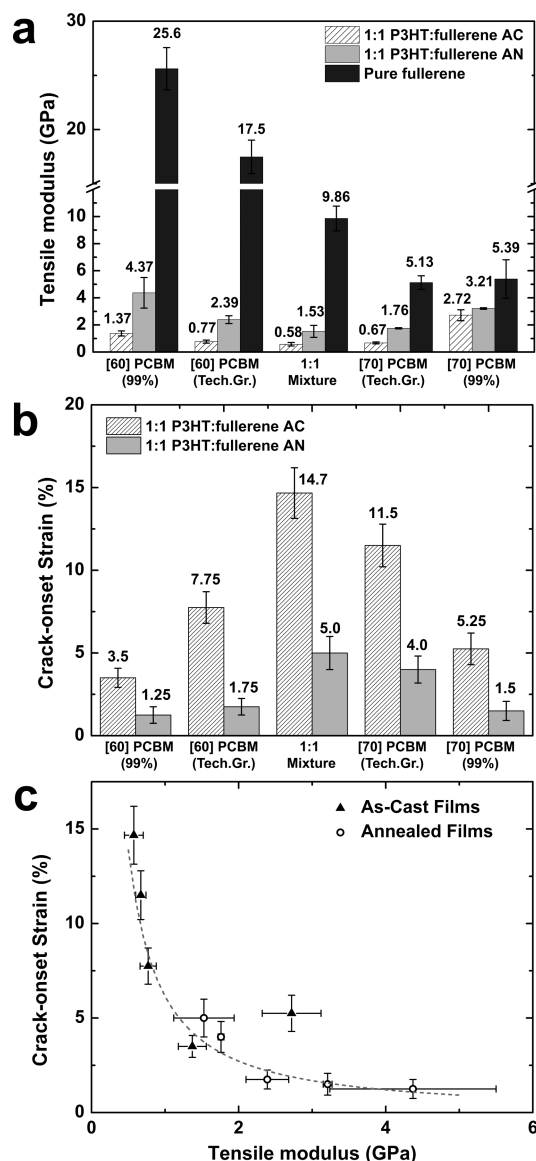 a
1:1 P3HT:fullerene AC
1:1 P3HT:fullerene AN
Pure fullerene
Tensile modulus (GPa)
30
20
10
8
6
4
2
0
1.37
4.37
25.6
0.77
2.39
17.5
0.58
1.53
9.86
0.67
1.76
5.13
2.72
3.21
5.39
[60] PCBM (99%)
[60] PCBM (Tech.Gr.)
1:1 Mixture
[70] PCBM (Tech.Gr.)
[70] PCBM (99%)
b
1:1 P3HT:fullerene AC
1:1 P3HT:fullerene AN
Crack-onset Strain (%)
20
15
10
5
0
3.5
1.25
7.75
1.75
14.7
5.0
11.5
4.0
5.25
1.5
[60] PCBM (99%)
[60] PCBM (Tech.Gr.)
1:1 Mixture
[70] PCBM (Tech.Gr.)
[70] PCBM (99%)
c
As-Cast Films
Annealed Films
Crack-onset Strain (%)
15
10
5
0
0
2
4
6
Tensile modulus (GPa)